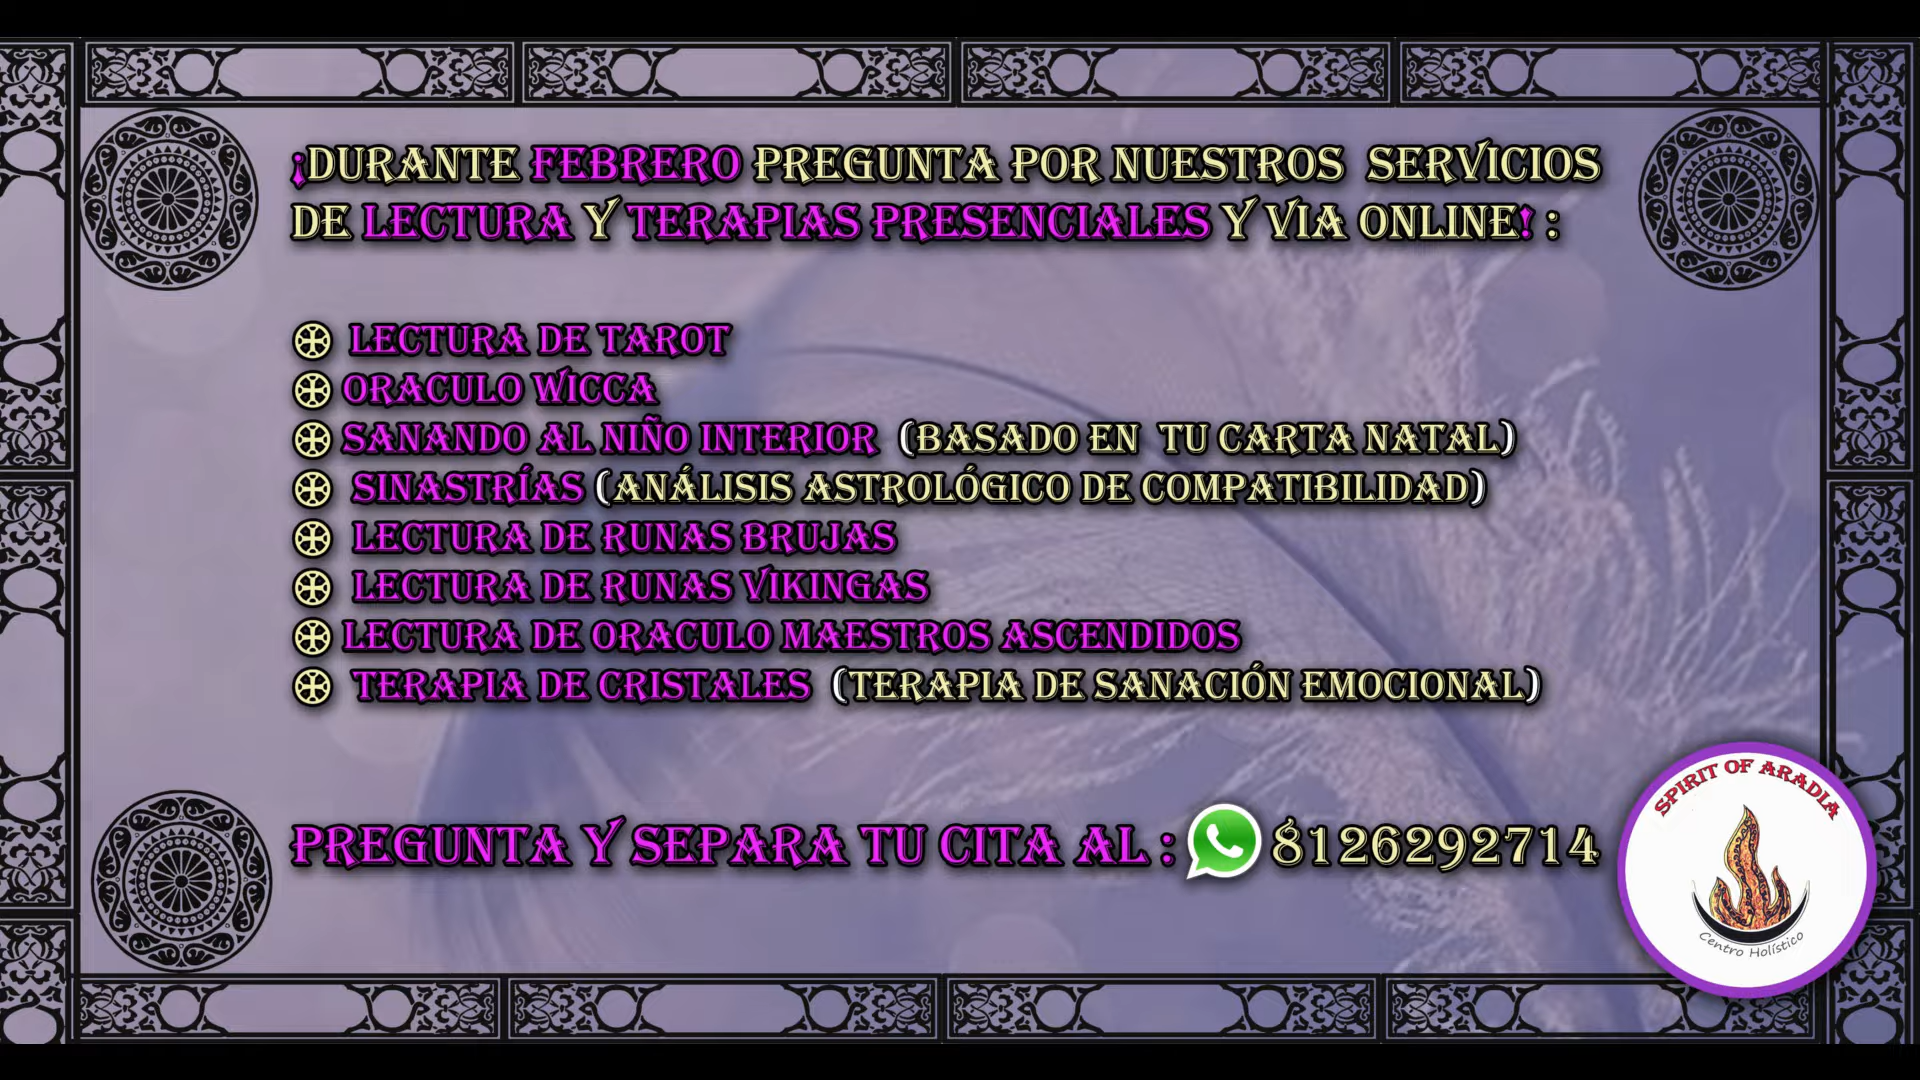 ¡DURANTE FEBRERO PREGUNTA POR NUESTROS SERVICIOS
DE LECTURA Y TERAPIAS PRESENCIALES Y VIA ONLINE! :
LECTURA DE TAROT
ORACULO WICCA
SANANDO AL NIÑO INTERIOR (BASADO EN TU CARTA NATAL)
SINASTRÍAS (ANÁLISIS ASTROLÓGICO DE COMPATIBILIDAD)
LECTURA DE RUNAS BRUJAS
LECTURA DE RUNAS VIKINGAS
LECTURA DE ORACULO MAESTROS ASCENDIDOS
TERAPIA DE CRISTALES (TERAPIA DE SANACIÓN EMOCIONAL)
PREGUNTA Y SEPARA TU CITA AL : 8126292714
SPIRIT OF ARADIA
Centro Holístico